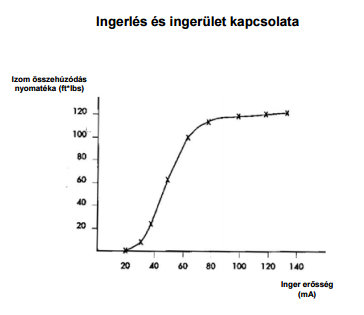 Ingerlés és ingerület kapcsolata
Izom összehúzódás
nyomatéka (ft*lbs)
120
100
80
60
40
20
20 40 60 80 100 120 140
Inger erősség
(mA)